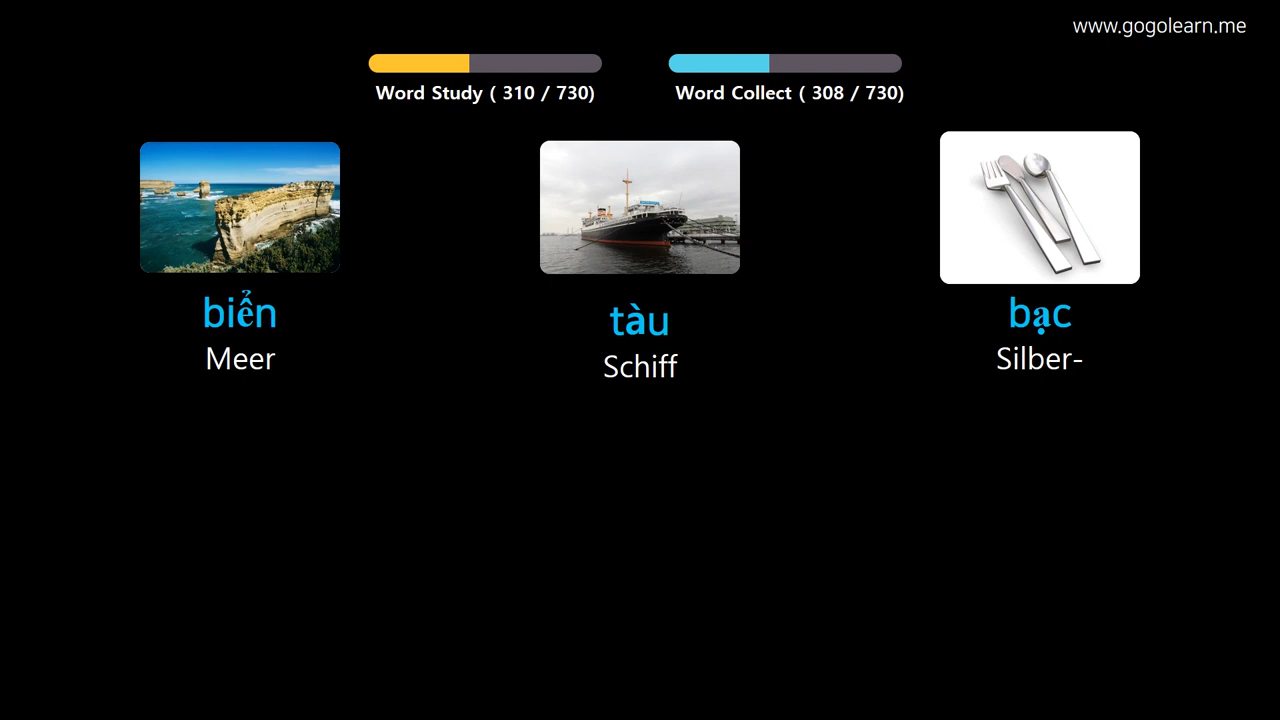 www.gogolearn.me
Word Study ( 310 / 730)
Word Collect ( 308 / 730)
biển
Meer
tàu
Schiff
bạc
Silber-